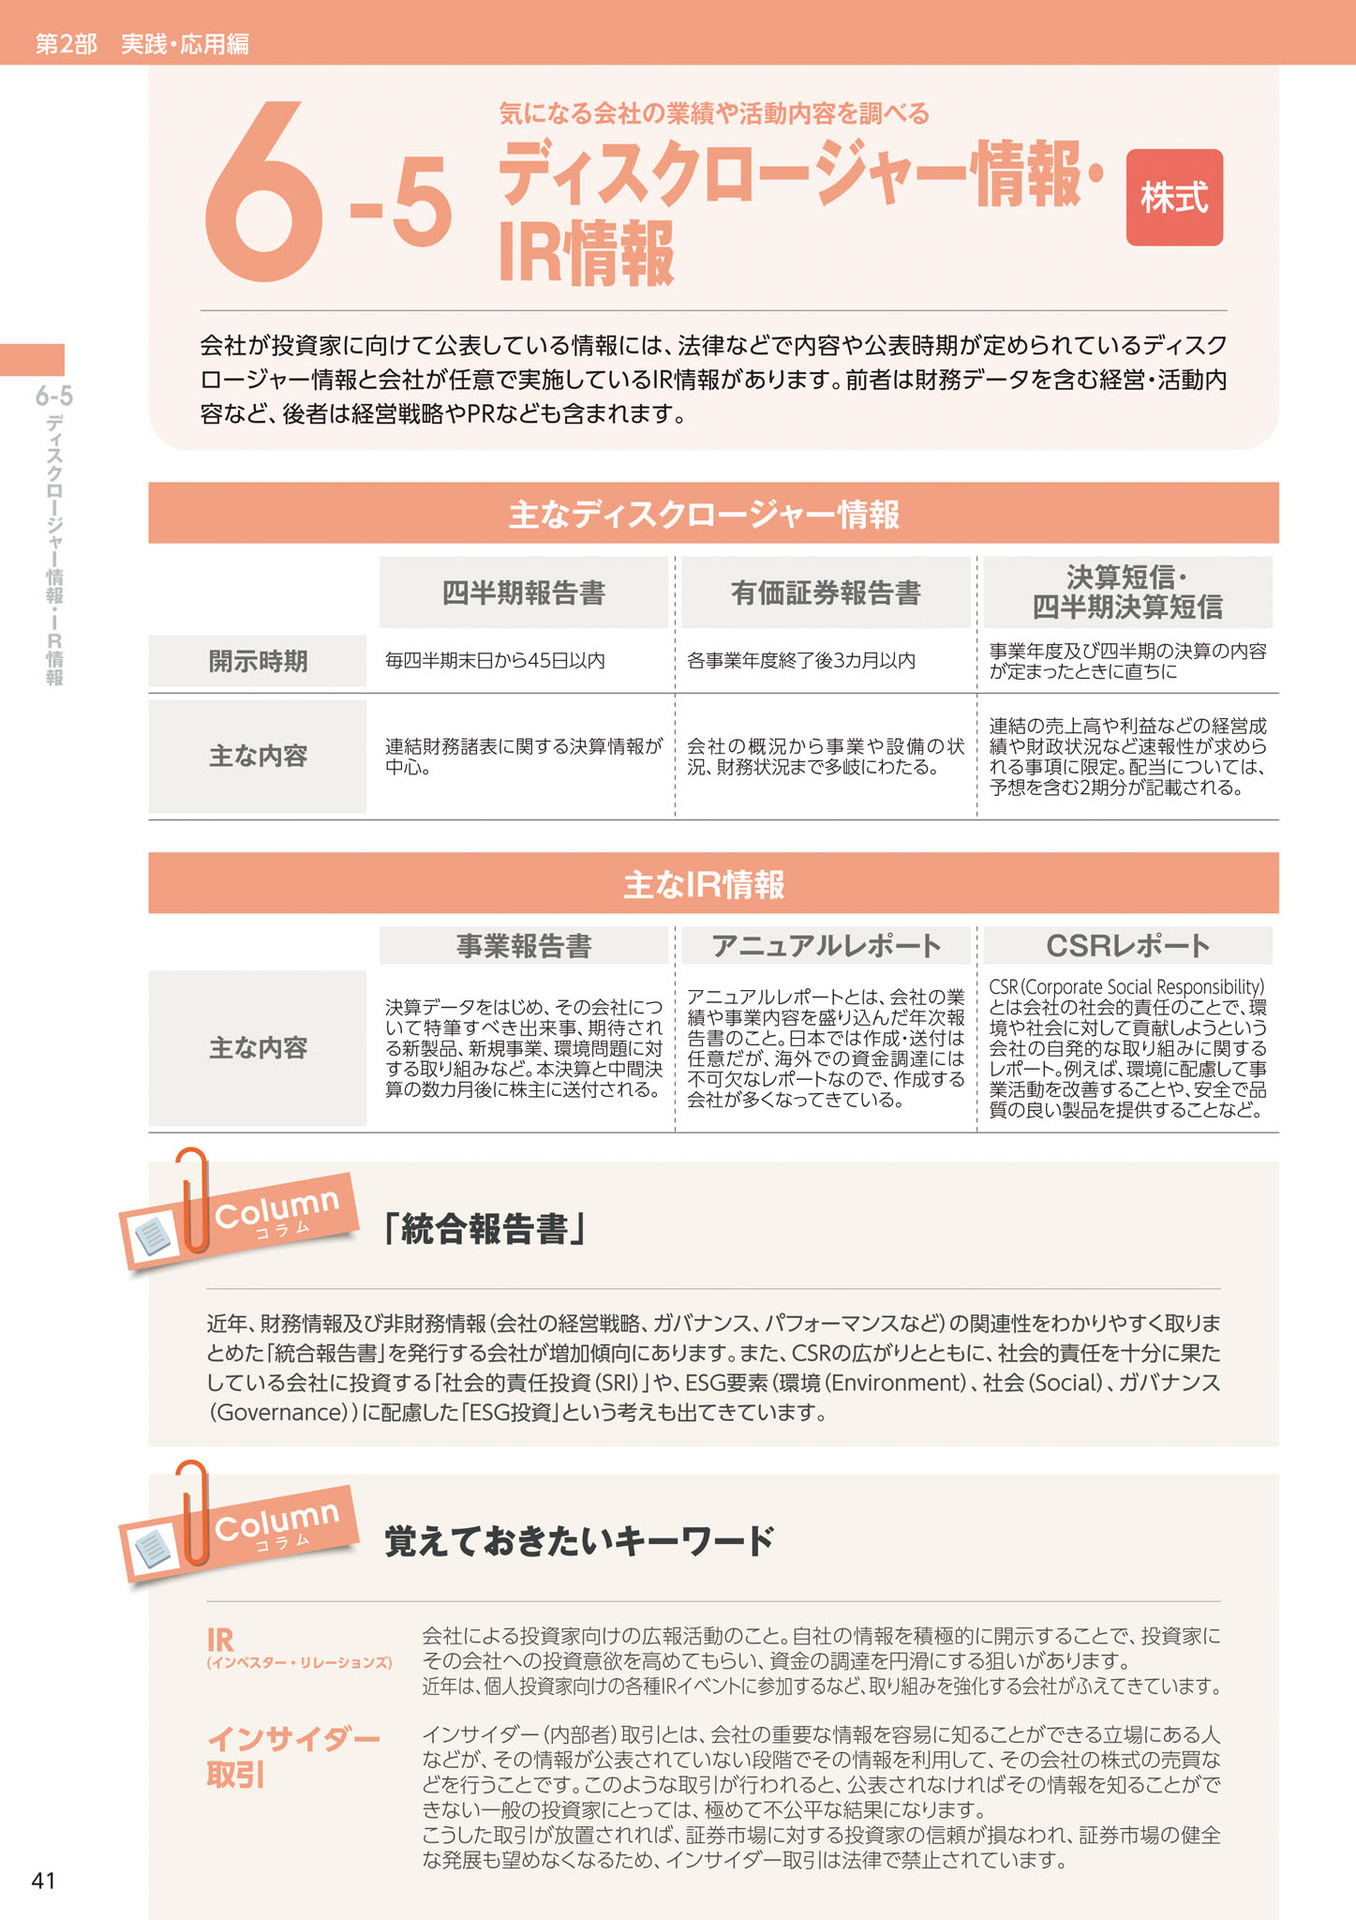 第2部　実践・応用編
6-5
気になる会社の業績や活動内容を調べる
ディスクロージャー情報・
IR情報
株式
会社が投資家に向けて公表している情報には、法律などで内容や公表時期が定められているディスク
ロージャー情報と会社が任意で実施しているIR情報があります。前者は財務データを含む経営・活動内
容など、後者は経営戦略やPRなども含まれます。
6-5
ディスクロージャー情報・IR情報
主なディスクロージャー情報
四半期報告書
有価証券報告書
決算短信・
四半期決算短信
開示時期
毎四半期末日から45日以内
各事業年度終了後3カ月以内
事業年度及び四半期の決算の内容
が定まったときに直ちに
主な内容
連結財務諸表に関する決算情報が
中心。
会社の概況から事業や設備の状
況、財務状況まで多岐にわたる。
連結の売上高や利益などの経営成
績や財政状況など速報性が求めら
れる事項に限定。配当については、
予想を含む2期分が記載される。
主なIR情報
事業報告書
アニュアルレポート
CSRレポート
主な内容
決算データをはじめ、その会社につ
いて特筆すべき出来事、期待され
る新製品、新規事業、環境問題に対
する取り組みなど。本決算と中間決
算の数カ月後に株主に送付される。
アニュアルレポートとは、会社の業
績や事業内容を盛り込んだ年次報
告書のこと。日本では作成・送付は
任意だが、海外での資金調達には
不可欠なレポートなので、作成する
会社が多くなってきている。
CSR(Corporate Social Responsibility)
とは会社の社会的責任のことで、環
境や社会に対して貢献しようという
会社の自発的な取り組みに関する
レポート。例えば、環境に配慮して事
業活動を改善することや、安全で品
質の良い製品を提供することなど。
Column
コラム
「統合報告書」
近年、財務情報及び非財務情報（会社の経営戦略、ガバナンス、パフォーマンスなど）の関連性をわかりやすく取りま
とめた「統合報告書」を発行する会社が増加傾向にあります。また、CSRの広がりとともに、社会的責任を十分に果た
している会社に投資する「社会的責任投資（SRI）」や、ESG要素（環境（Environment）、社会（Social）、ガバナンス
（Governance））に配慮した「ESG投資」という考えも出てきています。
Column
コラム
覚えておきたいキーワード
IR
(インベスター・リレーションズ)
会社による投資家向けの広報活動のこと。自社の情報を積極的に開示することで、投資家に
その会社への投資意欲を高めてもらい、資金の調達を円滑にする狙いがあります。
近年は、個人投資家向けの各種IRイベントに参加するなど、取り組みを強化する会社がふえてきています。
インサイダー
取引
インサイダー（内部者）取引とは、会社の重要な情報を容易に知ることができる立場にある人
などが、その情報が公表されていない段階でその情報を利用して、その会社の株式の売買な
どを行うことです。このような取引が行われると、公表されなければその情報を知ることがで
きない一般の投資家にとっては、極めて不公平な結果になります。
こうした取引が放置されれば、証券市場に対する投資家の信頼が損なわれ、証券市場の健全
な発展も望めなくなるため、インサイダー取引は法律で禁止されています。
41